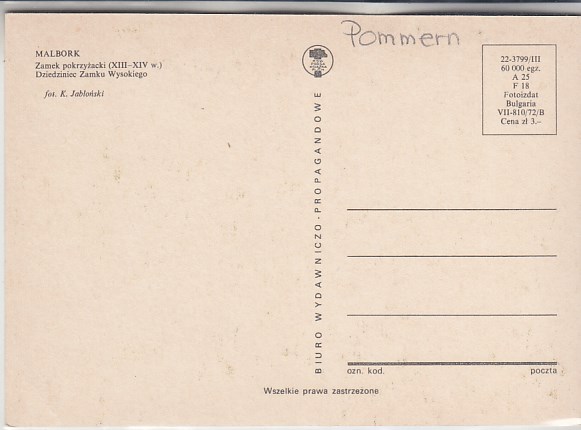 MALBORK
Zamek pokrzyżacki (XIII–XIV w.)
Dziedziniec Zamku Wysokiego
fot. K. Jabłoński
Pommern
22-3799/III
60 000 egz.
A 25
F 18
Fotoizdat
Bulgaria
VII-810/72/B
Cena zł 3.–
BIURO WYDAWNICZO-PROPAGANDOWE
ozn. kod. poczta
Wszelkie prawa zastrzeżone